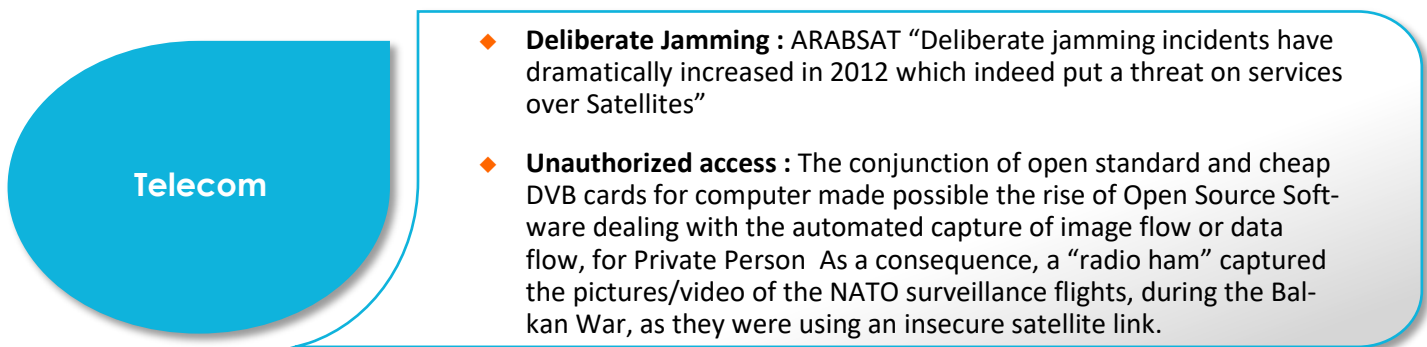 Telecom
◆ Deliberate Jamming : ARABSAT “Deliberate jamming incidents have
dramatically increased in 2012 which indeed put a threat on services
over Satellites”
◆ Unauthorized access : The conjunction of open standard and cheap
DVB cards for computer made possible the rise of Open Source Soft-
ware dealing with the automated capture of image flow or data
flow, for Private Person  As a consequence, a “radio ham” captured
the pictures/video of the NATO surveillance flights, during the Bal-
kan War, as they were using an insecure satellite link.